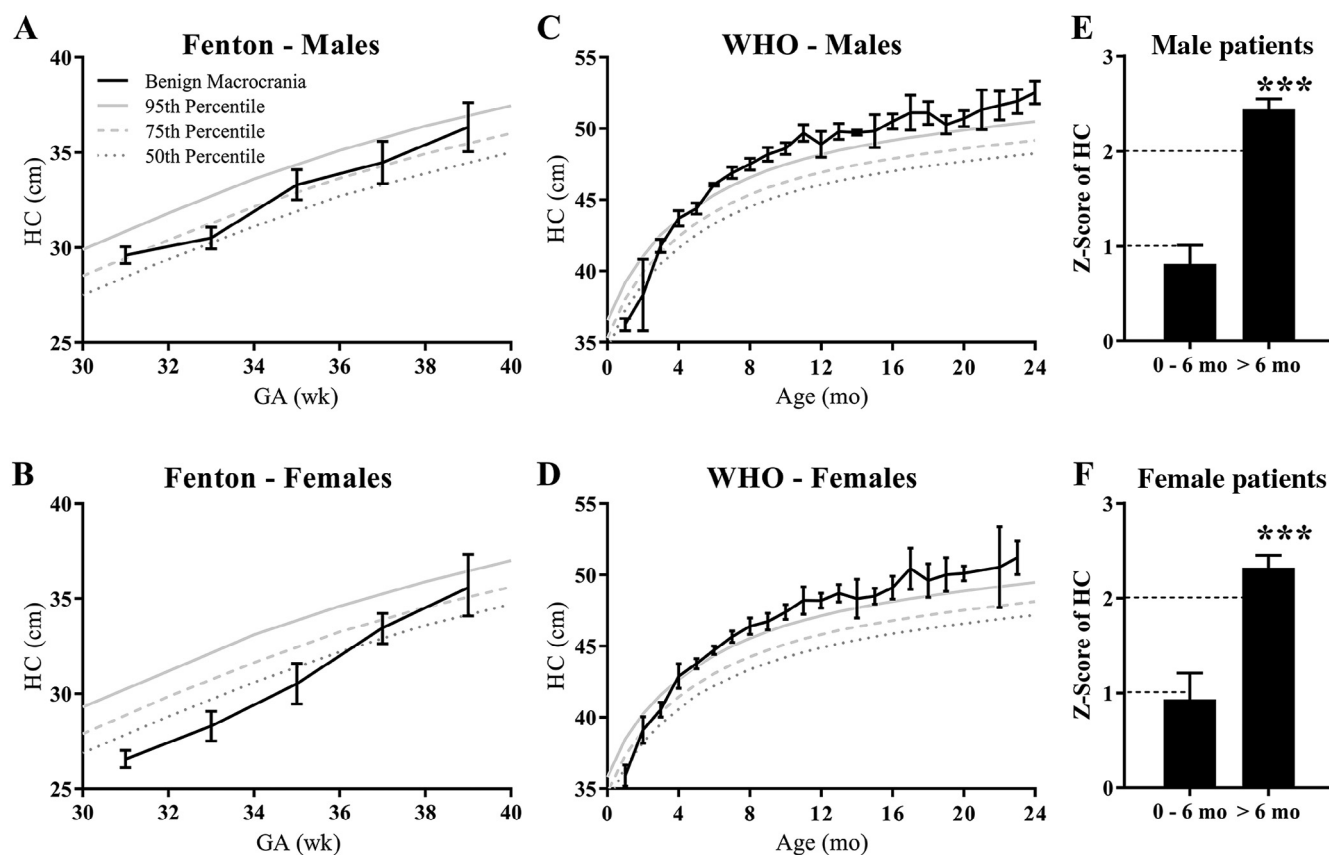 A
Fenton - Males
40
35
30
25
HC (cm)
Benign Macrocrania
95th Percentile
75th Percentile
50th Percentile
30 32 34 36 38 40
GA (wk)
C
WHO - Males
55
50
45
40
35
HC (cm)
0 4 8 12 16 20 24
Age (mo)
E
Male patients
***
3
2
1
0
Z-Score of HC
0 - 6 mo > 6 mo
B
Fenton - Females
40
35
30
25
HC (cm)
30 32 34 36 38 40
GA (wk)
D
WHO - Females
55
50
45
40
35
HC (cm)
0 4 8 12 16 20 24
Age (mo)
F
Female patients
***
3
2
1
0
Z-Score of HC
0 - 6 mo > 6 mo